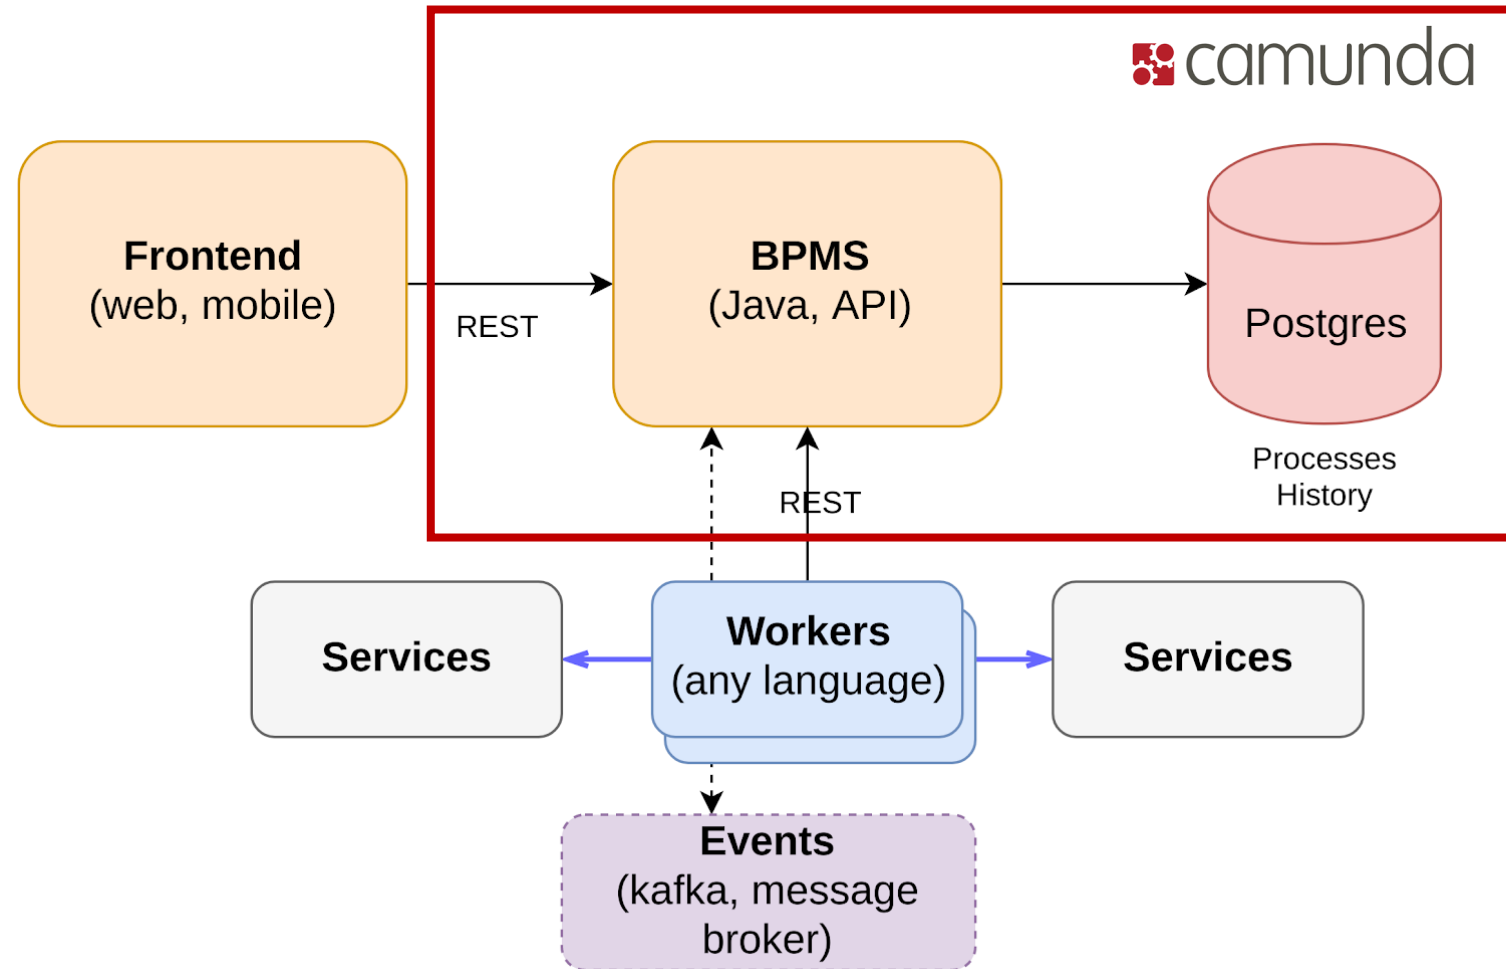 camunda
Frontend
(web, mobile)
REST
BPMS
(Java, API)
Postgres
Processes
History
REST
Services
Workers
(any language)
Services
Events
(kafka, message
broker)